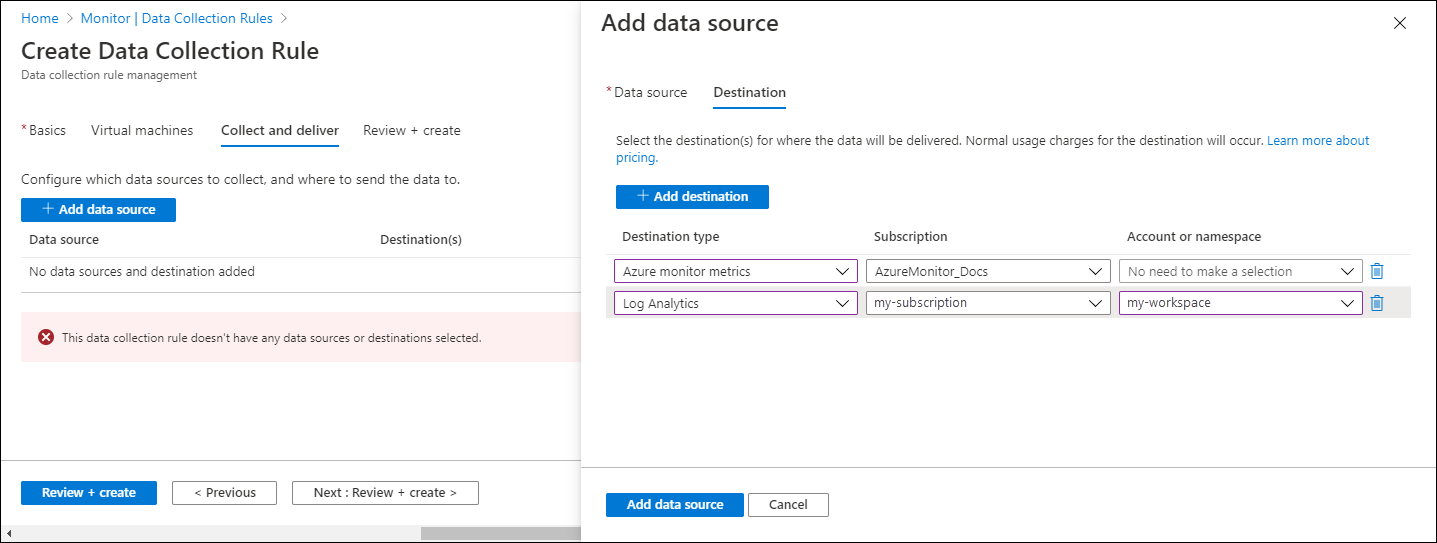 Home > Monitor | Data Collection Rules >
Create Data Collection Rule
Data collection rule management
* Basics Virtual machines Collect and deliver Review + create
Configure which data sources to collect, and where to send the data to.
+ Add data source
Data source Destination(s)
No data sources and destination added
This data collection rule doesn't have any data sources or destinations selected.
Review + create < Previous Next : Review + create >
Add data source
* Data source Destination
Select the destination(s) for where the data will be delivered. Normal usage charges for the destination will occur. Learn more about
pricing.
+ Add destination
Destination type Subscription Account or namespace
Azure monitor metrics AzureMonitor_Docs No need to make a selection
Log Analytics my-subscription my-workspace
Add data source Cancel